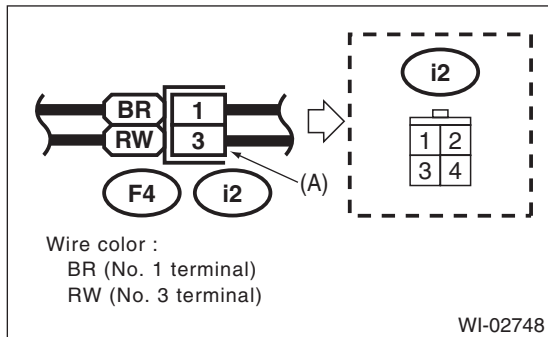 i2
BR 1
RW 3
1 2
3 4
(A)
F4 i2
Wire color :
BR (No. 1 terminal)
RW (No. 3 terminal)
WI-02748